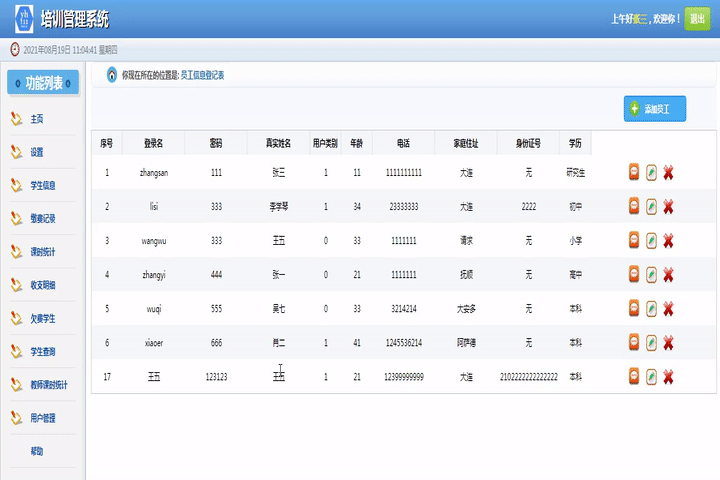 培训管理系统
上午好张三,欢迎你! 退出
2021年08月19日 11:04:41 星期四
功能列表
主页
设置
学生信息
缴费记录
课时统计
收支明细
欠费学生
学生查询
教师课时统计
用户管理
帮助
你现在所在的位置是: 员工信息登记表
添加员工
序号 登录名 密码 真实姓名 用户类别 年龄 电话 家庭住址 身份证号 学历
1 zhangsan 111 张三 1 11 1111111111 大连 无 研究生
2 lisi 333 李学琴 1 34 23333333 大连 2222 初中
3 wangwu 333 王五 0 33 1111111 请求 无 小学
4 zhangyi 444 张一 0 21 1111111 抚顺 无 高中
5 wuqi 555 吴七 0 33 3214214 大安多 无 本科
6 xiaoer 666 肖二 1 41 1245536214 阿萨德 无 本科
17 王五 123123 王五 1 21 12399999999 大连 2102222222222222 本科